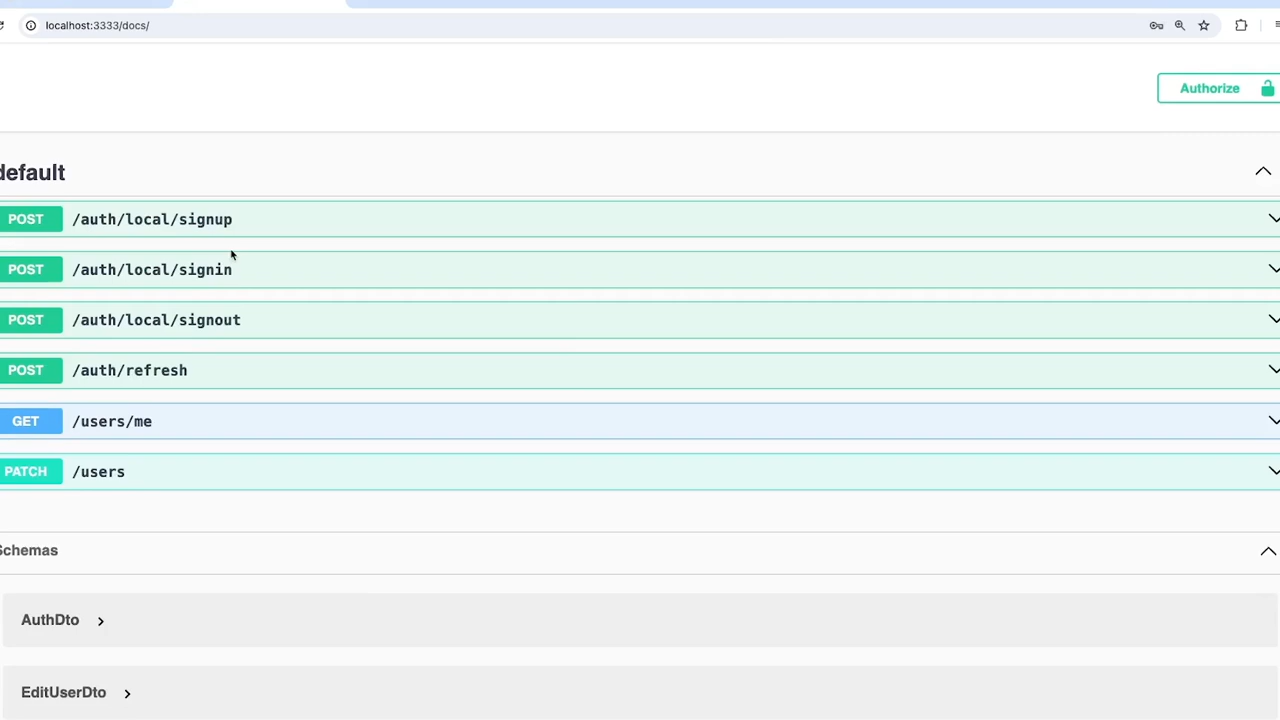 localhost:3333/docs/
Authorize
default
POST /auth/local/signup
POST /auth/local/signin
POST /auth/local/signout
POST /auth/refresh
GET /users/me
PATCH /users
Schemas
AuthDto
EditUserDto